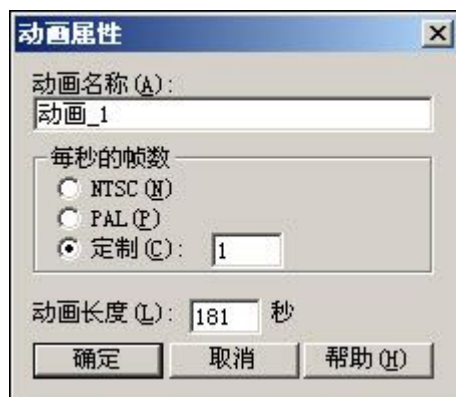 动画属性
动画名称(A):
动画_1
每秒的帧数
NTSC(N)
PAL(P)
定制(C): 1
动画长度(L): 181 秒
确定 取消 帮助(H)